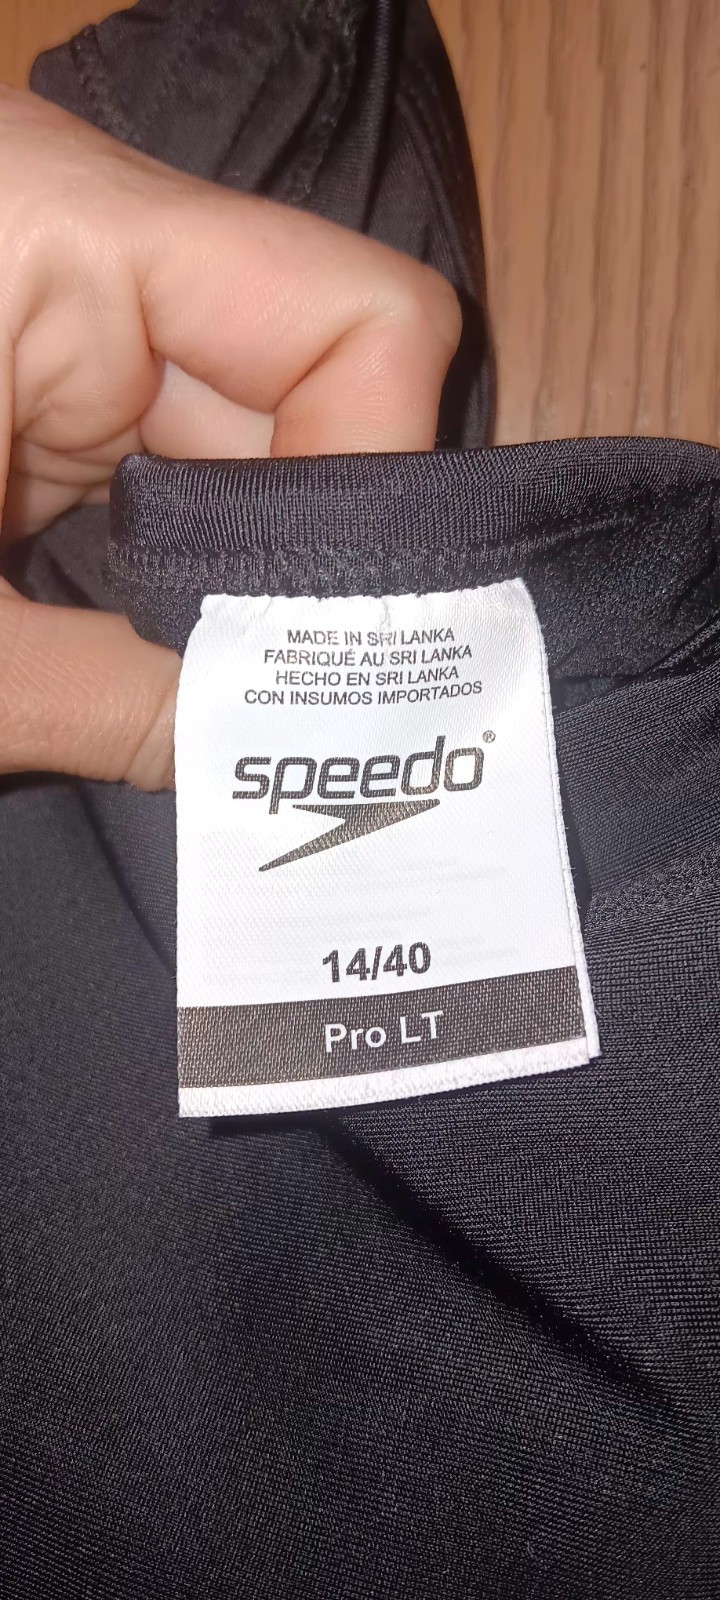 MADE IN SRI LANKA
FABRIQUÉ AU SRI LANKA
HECHO EN SRI LANKA
CON INSUMOS IMPORTADOS
speedo®
14/40
Pro LT